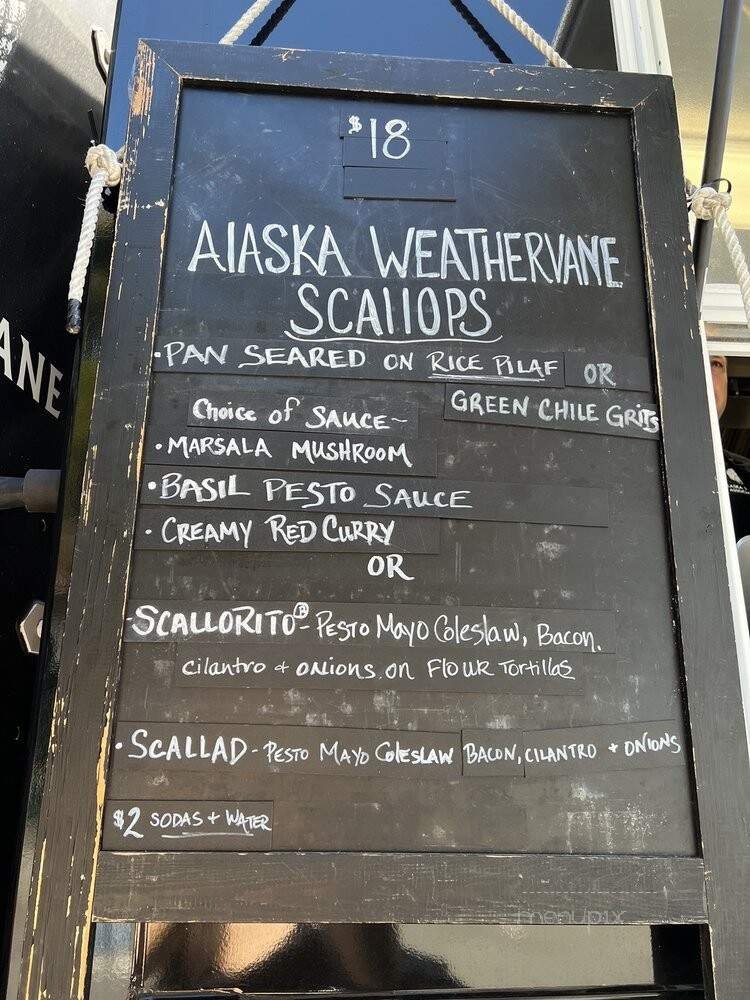 $18
AlASKA WEATHERVANE
SCAllOPS
•PAN SEARED ON RICE PILAF OR
GREEN CHILE GRITS
Choice of SAUCE~
•MARSALA MUSHROOM
•BASIL PESTO SAUCE
•CREAMY RED CURRY
OR
-SCALLORITO®-PESTO MAYO Coleslaw, Bacon,
cilantro + ONIONS on Flour Tortillas
•SCALLAD-PESTO MAYO COLESLAW BACON, CILANTRO + ONIONS
$2 SODAS + WATER
ANE
menupix